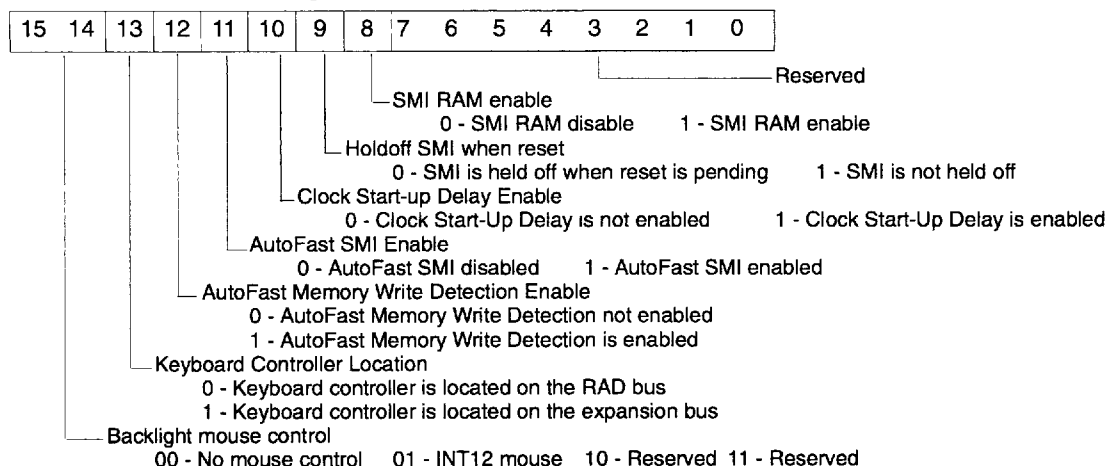 15 14 13 12 11 10 9 8 7 6 5 4 3 2 1 0
Reserved
SMI RAM enable
0 - SMI RAM disable 1 - SMI RAM enable
Holdoff SMI when reset
0 - SMI is held off when reset is pending 1 - SMI is not held off
Clock Start-up Delay Enable
0 - Clock Start-Up Delay is not enabled 1 - Clock Start-Up Delay is enabled
AutoFast SMI Enable
0 - AutoFast SMI disabled 1 - AutoFast SMI enabled
AutoFast Memory Write Detection Enable
0 - AutoFast Memory Write Detection not enabled
1 - AutoFast Memory Write Detection is enabled
Keyboard Controller Location
0 - Keyboard controller is located on the RAD bus
1 - Keyboard controller is located on the expansion bus
Backlight mouse control
00 - No mouse control 01 - INT12 mouse 10 - Reserved 11 - Reserved